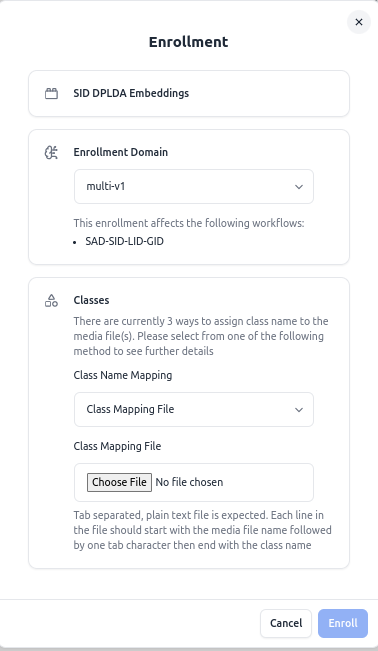 Enrollment
SID DPLDA Embeddings
Enrollment Domain
multi-v1
This enrollment affects the following workflows:
• SAD-SID-LID-GID
Classes
There are currently 3 ways to assign class name to the
media file(s). Please select from one of the following
method to see further details
Class Name Mapping
Class Mapping File
Class Mapping File
Choose File No file chosen
Tab separated, plain text file is expected. Each line in
the file should start with the media file name followed
by one tab character then end with the class name
Cancel Enroll